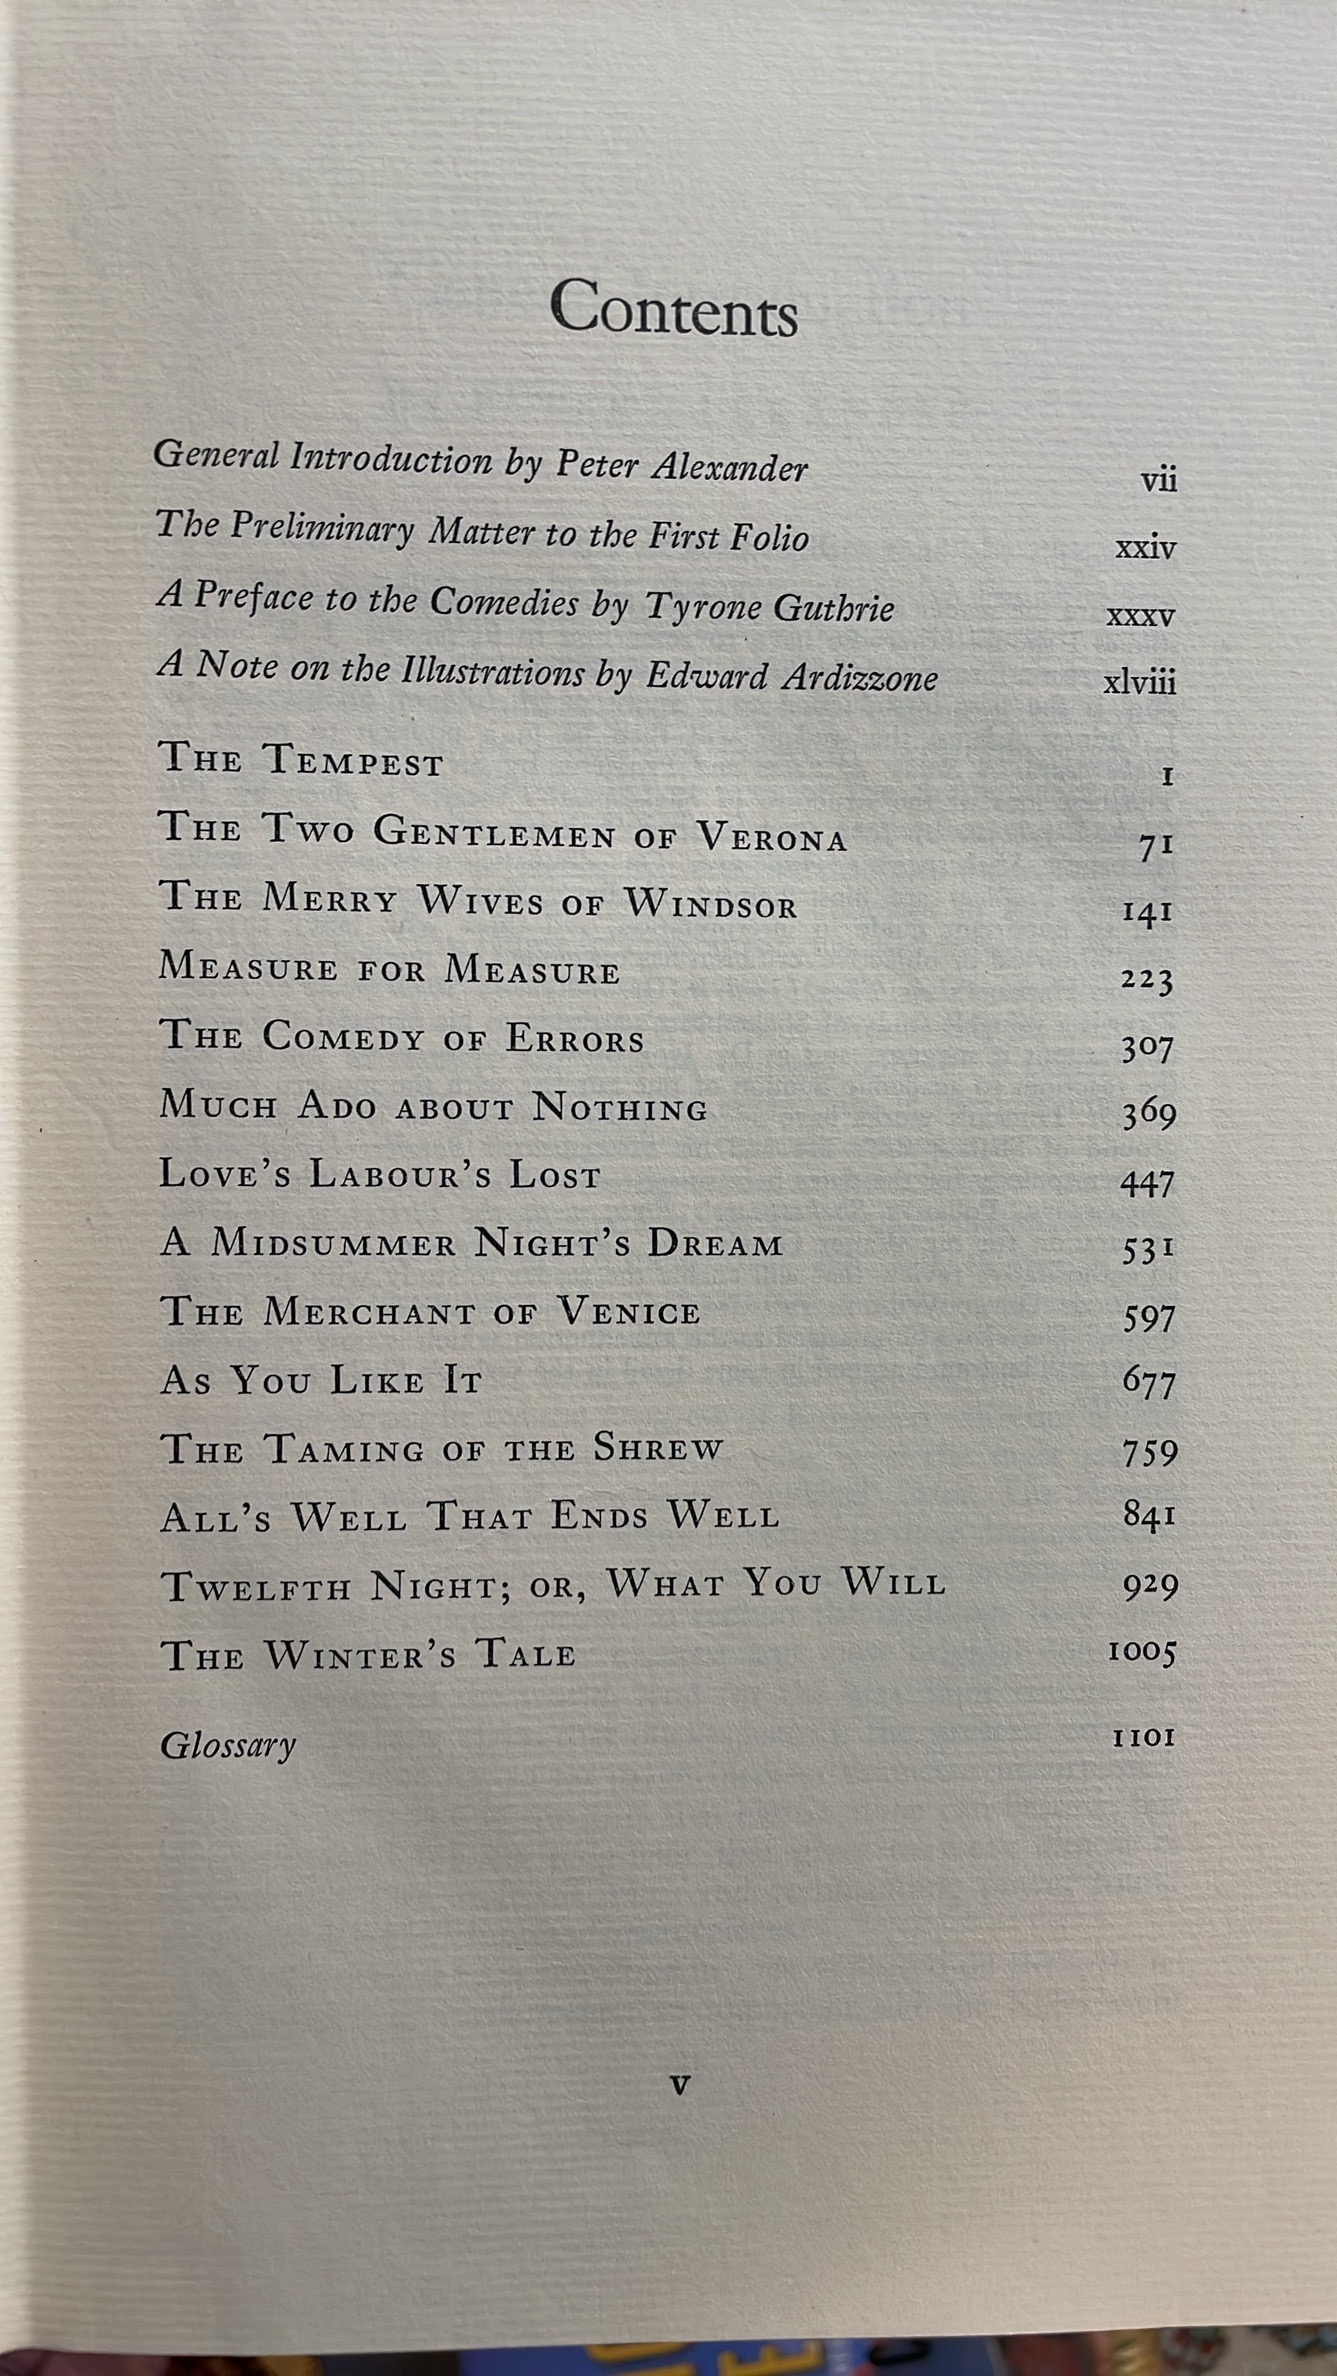 Contents
General Introduction by Peter Alexander vii
The Preliminary Matter to the First Folio xxiv
A Preface to the Comedies by Tyrone Guthrie xxxv
A Note on the Illustrations by Edward Ardizzone xlviii
THE TEMPEST 1
THE TWO GENTLEMEN OF VERONA 71
THE MERRY WIVES OF WINDSOR 141
MEASURE FOR MEASURE 223
THE COMEDY OF ERRORS 307
MUCH ADO ABOUT NOTHING 369
LOVE'S LABOUR'S LOST 447
A MIDSUMMER NIGHT'S DREAM 531
THE MERCHANT OF VENICE 597
AS YOU LIKE IT 677
THE TAMING OF THE SHREW 759
ALL'S WELL THAT ENDS WELL 841
TWELFTH NIGHT; OR, WHAT YOU WILL 929
THE WINTER'S TALE 1005
Glossary 1101
v